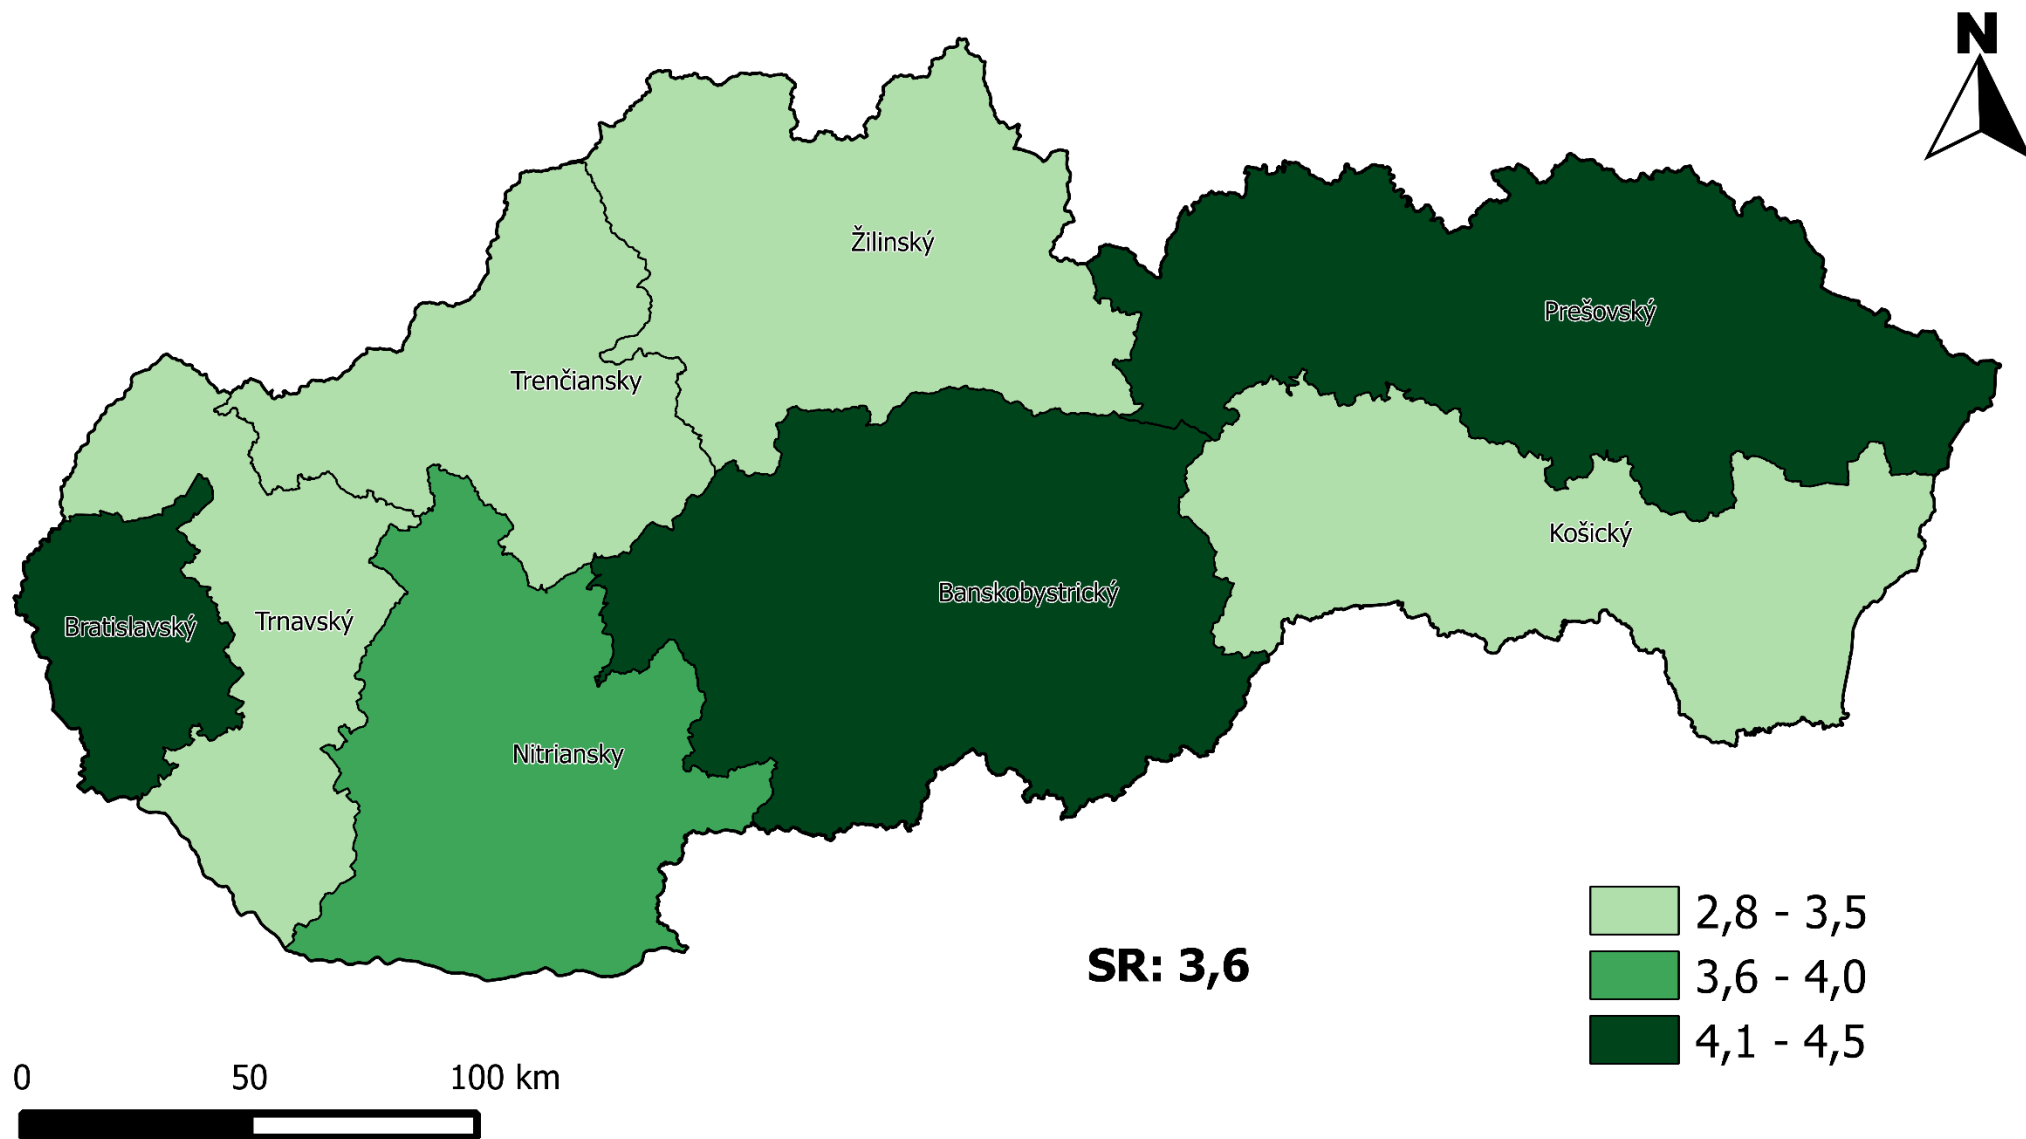 N
Žilinský
Prešovský
Trenčiansky
Košický
Banskobystrický
Trnavský
Bratislavský
Nitriansky
2,8 - 3,5
SR: 3,6
3,6 - 4,0
4,1 - 4,5
0 50 100 km